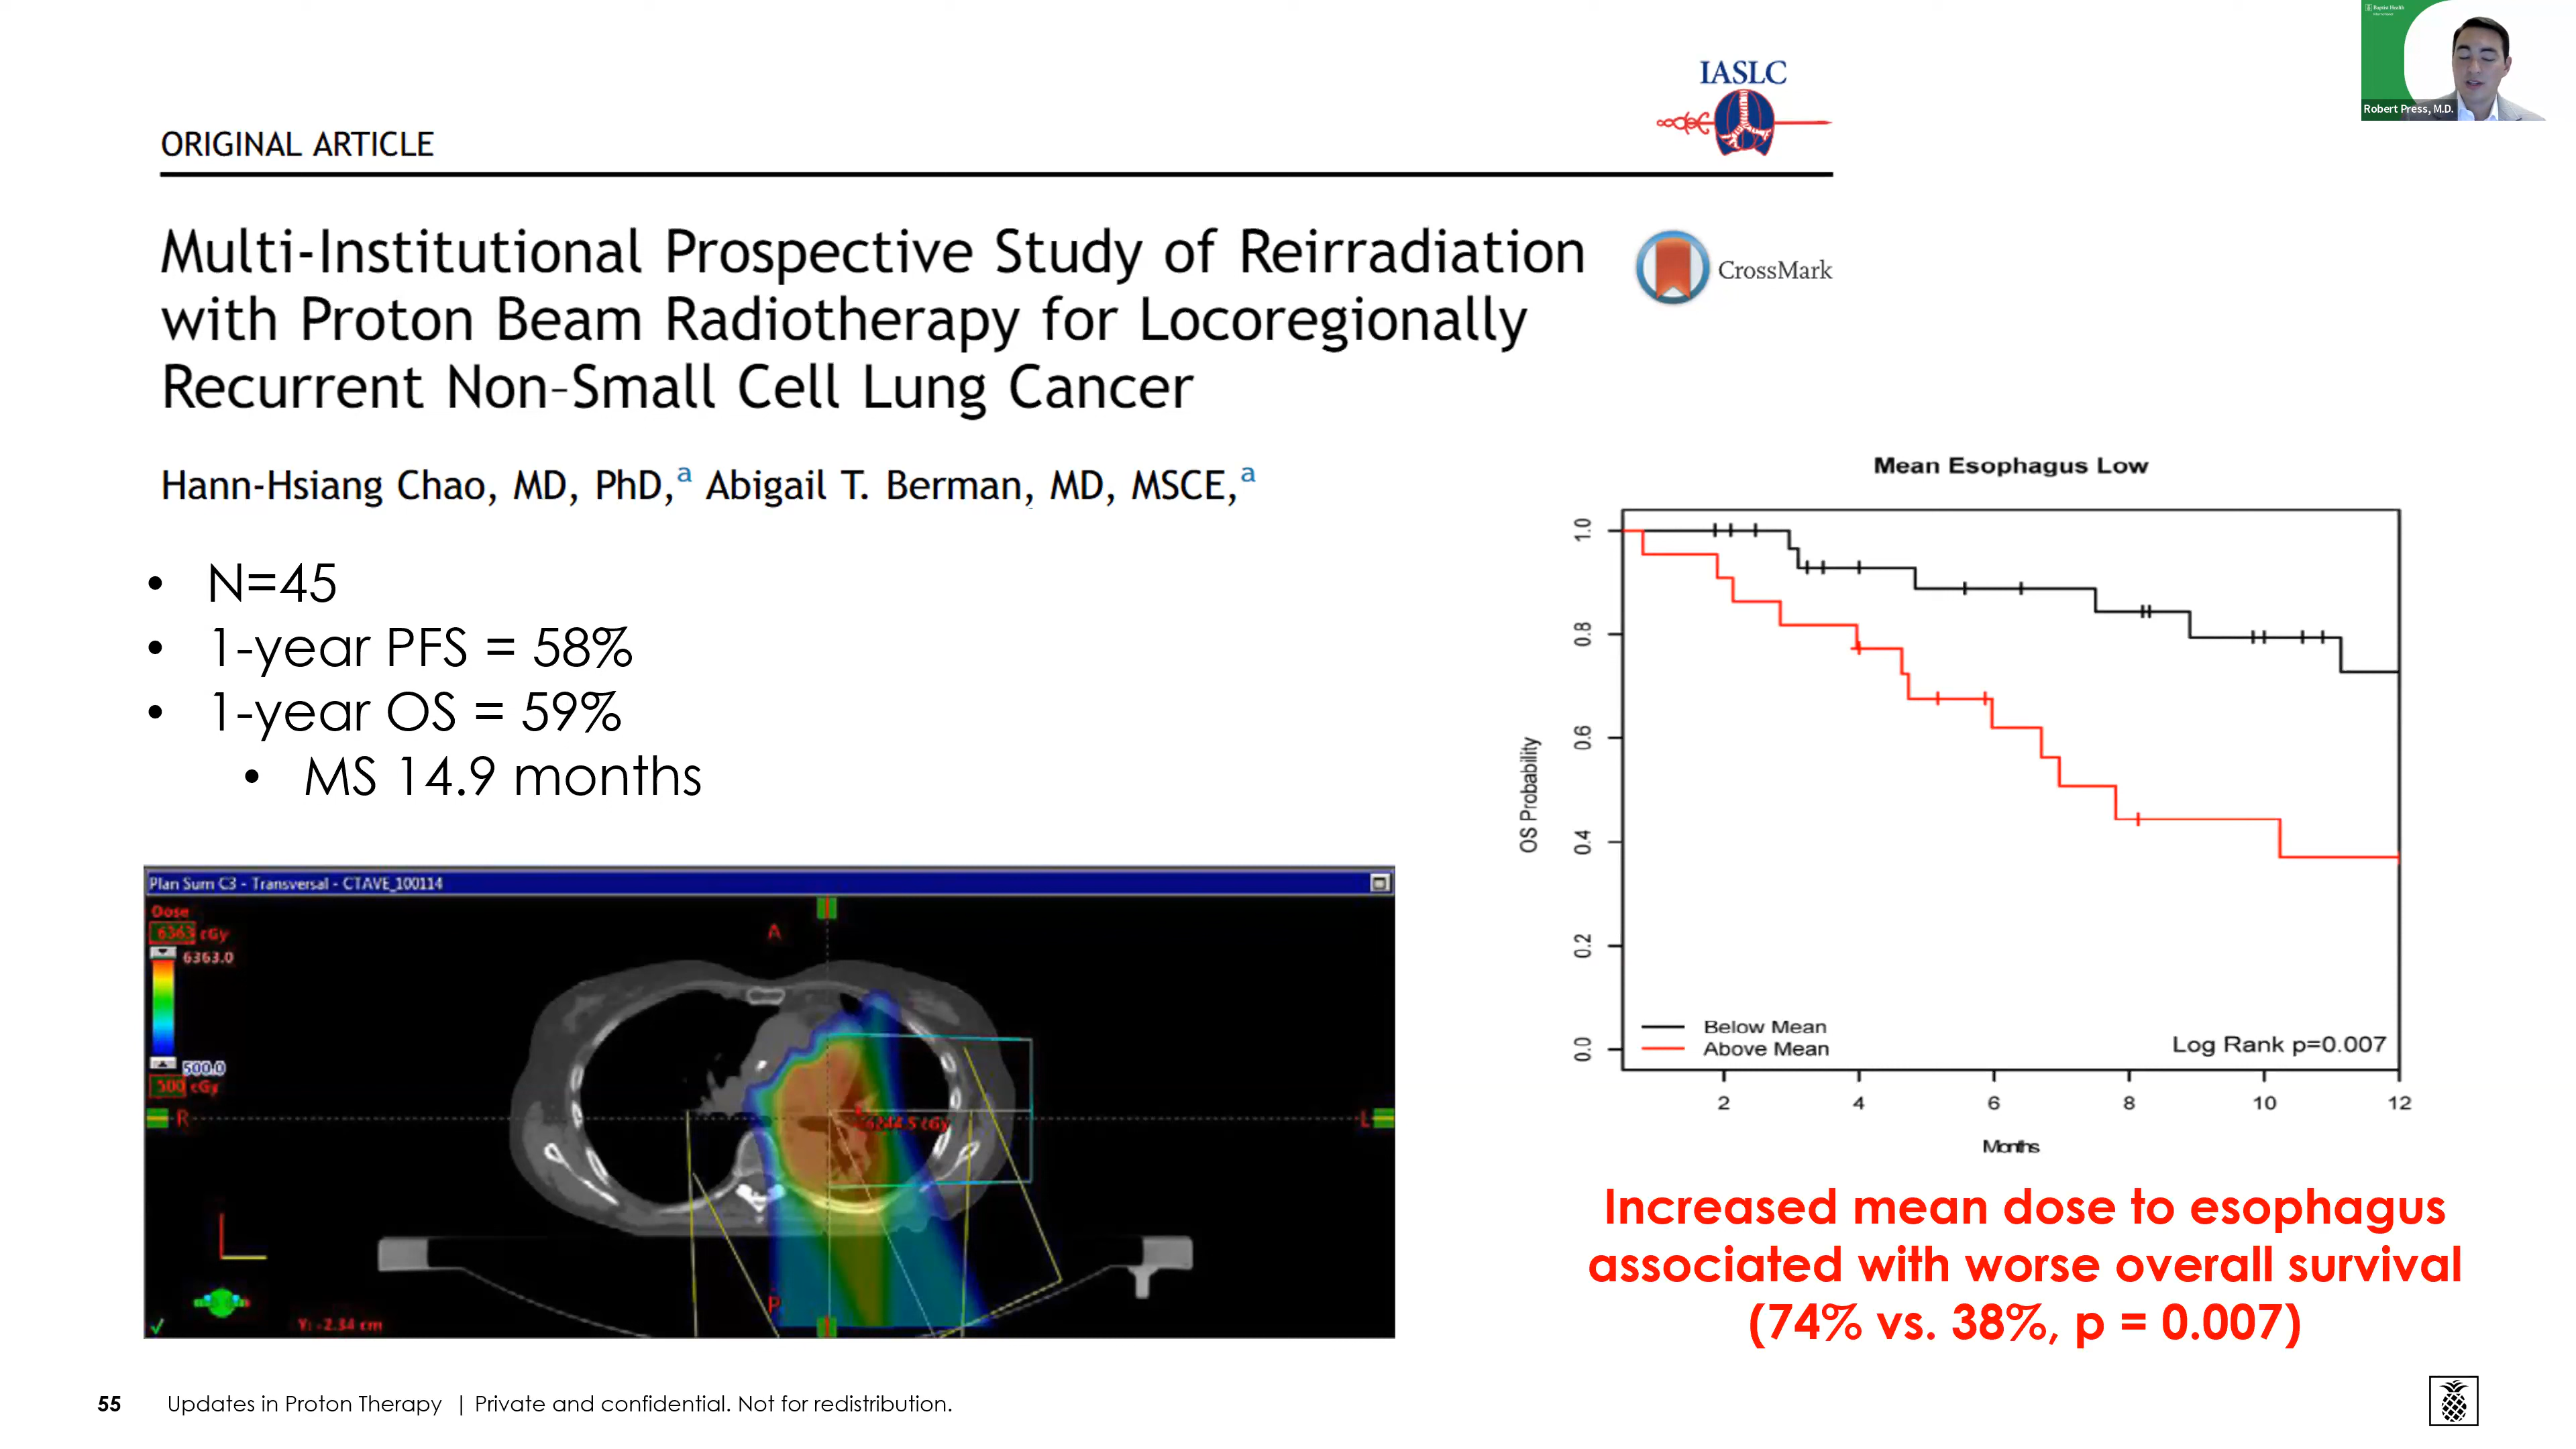 Baptist Health
Robert Press, M.D.
IASLC
ORIGINAL ARTICLE
Multi-Institutional Prospective Study of Reirradiation
with Proton Beam Radiotherapy for Locoregionally
Recurrent Non-Small Cell Lung Cancer
CrossMark
Hann-Hsiang Chao, MD, PhD,a Abigail T. Berman, MD, MSCE,a
• N=45
• 1-year PFS = 58%
• 1-year OS = 59%
• MS 14.9 months
Plan Sum C3 - Transversal - CTAVE_100114
Dose
6363 cGy
6363.0
500.0
500 cGy
A
R
L
P
6244.5 cGy
Y: -2.34 cm
Mean Esophagus Low
OS Probability
1.0
0.8
0.6
0.4
0.2
0.0
Below Mean
Above Mean
Log Rank p=0.007
2 4 6 8 10 12
Months
Increased mean dose to esophagus
associated with worse overall survival
(74% vs. 38%, p = 0.007)
55 Updates in Proton Therapy | Private and confidential. Not for redistribution.